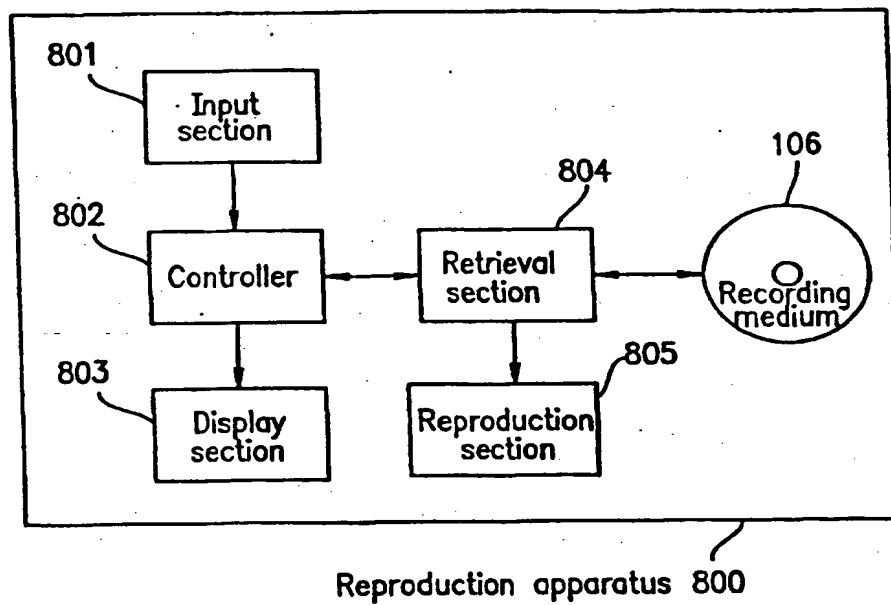 801
Input
section
802
Controller
803
Display
section
804
Retrieval
section
805
Reproduction
section
106
Recording
medium
Reproduction apparatus 800